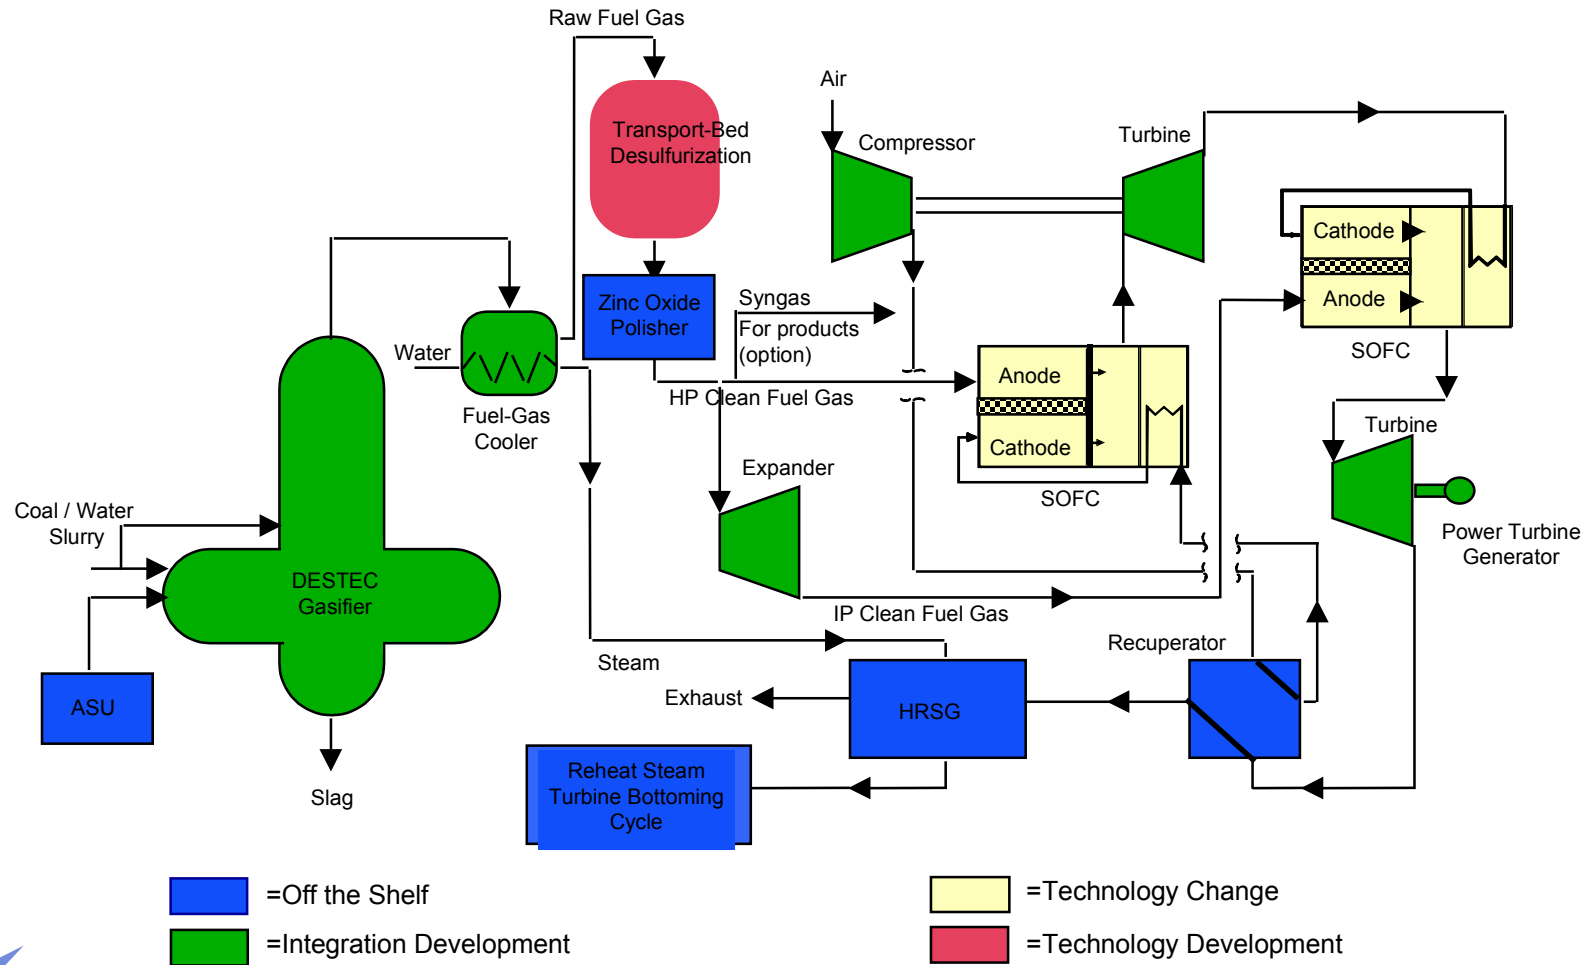 Raw Fuel Gas
Air
Transport-Bed
Desulfurization
Compressor
Turbine
Cathode
Anode
SOFC
Zinc Oxide
Polisher
Syngas
For products
(option)
Water
Fuel-Gas
Cooler
HP Clean Fuel Gas
Anode
Cathode
SOFC
Turbine
Power Turbine
Generator
Expander
Coal / Water
Slurry
DESTEC
Gasifier
IP Clean Fuel Gas
Recuperator
Steam
ASU
Exhaust
HRSG
Reheat Steam
Turbine Bottoming
Cycle
Slag
=Off the Shelf
=Technology Change
=Integration Development
=Technology Development